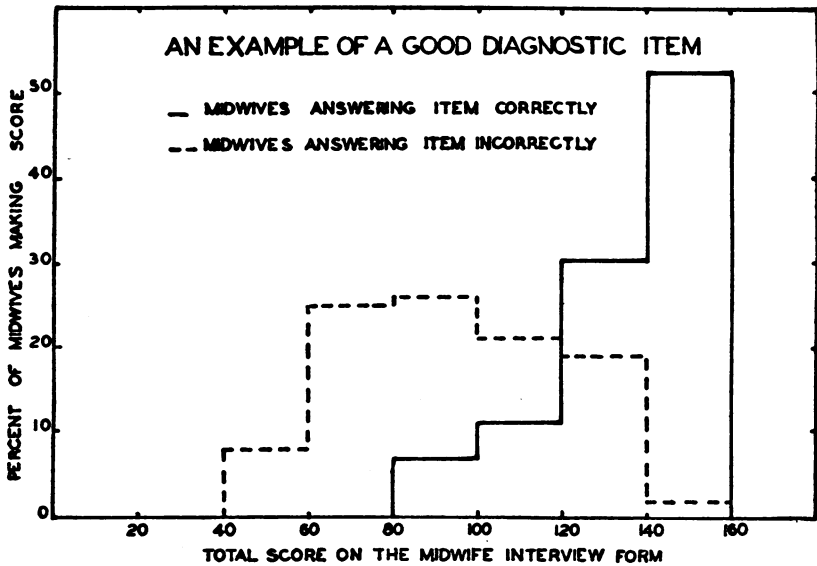 AN EXAMPLE OF A GOOD DIAGNOSTIC ITEM
MIDWIVES ANSWERING ITEM CORRECTLY
MIDWIVES ANSWERING ITEM INCORRECTLY
PERCENT OF MIDWIVES MAKING SCORE
50
40
30
20
10
0
20 40 60 80 100 120 140 160
TOTAL SCORE ON THE MIDWIFE INTERVIEW FORM